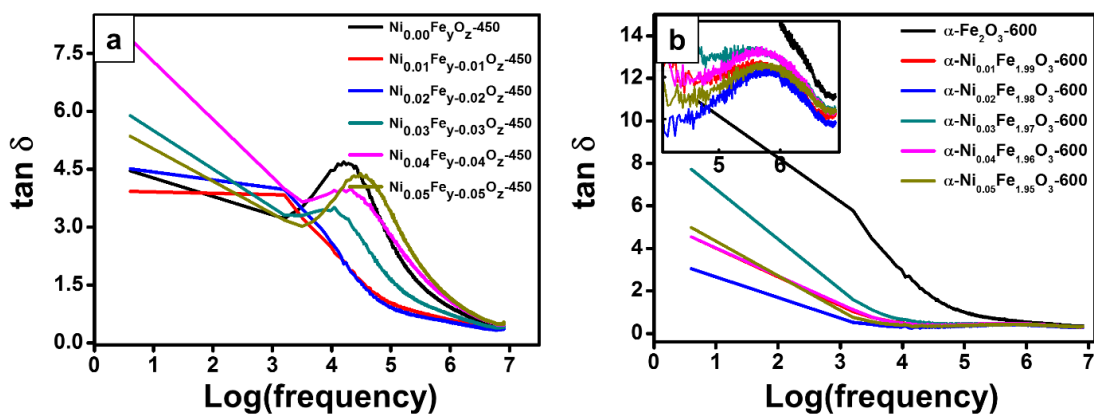 a
Ni0.00FeyOz-450
Ni0.01Fey-0.01Oz-450
Ni0.02Fey-0.02Oz-450
Ni0.03Fey-0.03Oz-450
Ni0.04Fey-0.04Oz-450
Ni0.05Fey-0.05Oz-450
tan δ
7.5
6.0
4.5
3.0
1.5
0.0
0 1 2 3 4 5 6 7
Log(frequency)
b
α-Fe2O3-600
α-Ni0.01Fe1.99O3-600
α-Ni0.02Fe1.98O3-600
α-Ni0.03Fe1.97O3-600
α-Ni0.04Fe1.96O3-600
α-Ni0.05Fe1.95O3-600
5 6
tan δ
14
12
10
8
6
4
2
0
0 1 2 3 4 5 6 7
Log(frequency)